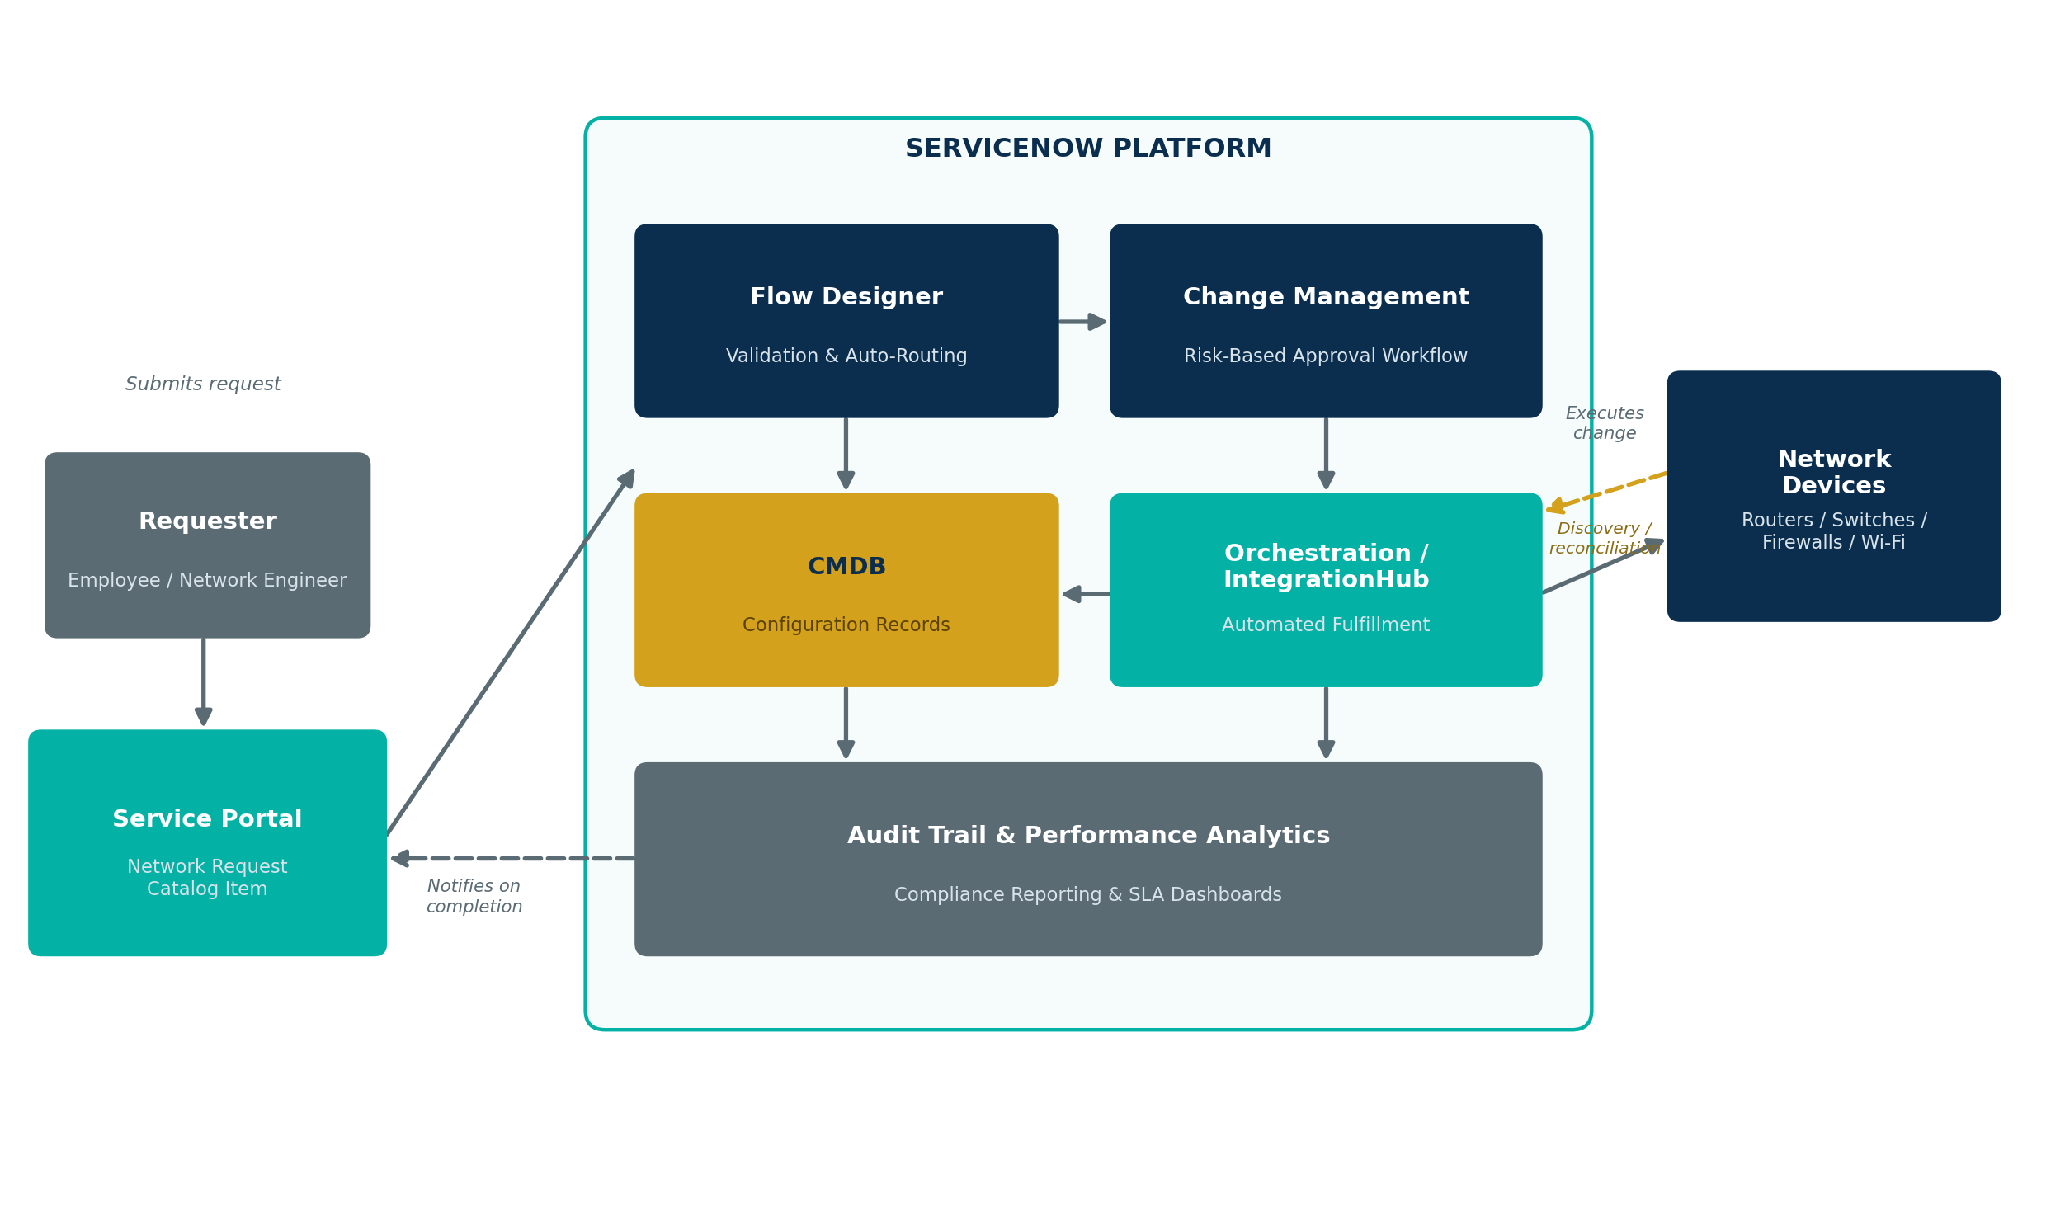 SERVICENOW PLATFORM
Flow Designer
Validation & Auto-Routing
Change Management
Risk-Based Approval Workflow
Submits request
Requester
Employee / Network Engineer
Executes
change
Network
Devices
Routers / Switches /
Firewalls / Wi-Fi
Discovery /
reconciliation
CMDB
Configuration Records
Orchestration /
IntegrationHub
Automated Fulfillment
Service Portal
Network Request
Catalog Item
Notifies on
completion
Audit Trail & Performance Analytics
Compliance Reporting & SLA Dashboards